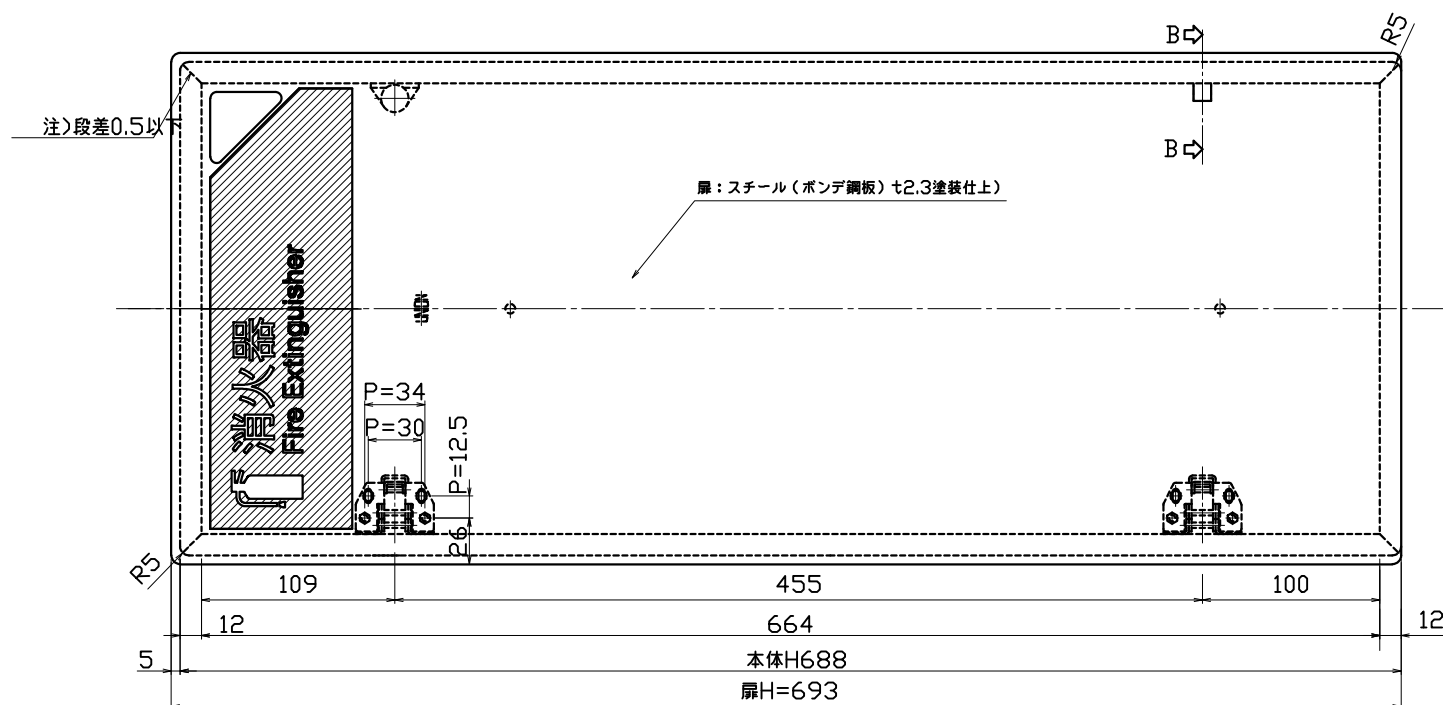 B
R5
注)段差0.5以下
B
扉：スチール（ボンデ鋼板）t2.3塗装仕上）
消火器
Fire Extinguisher
UNION
P=34
P=30
P=12.5
26
R5
109
455
100
12
664
12
5
本体H688
扉H=693